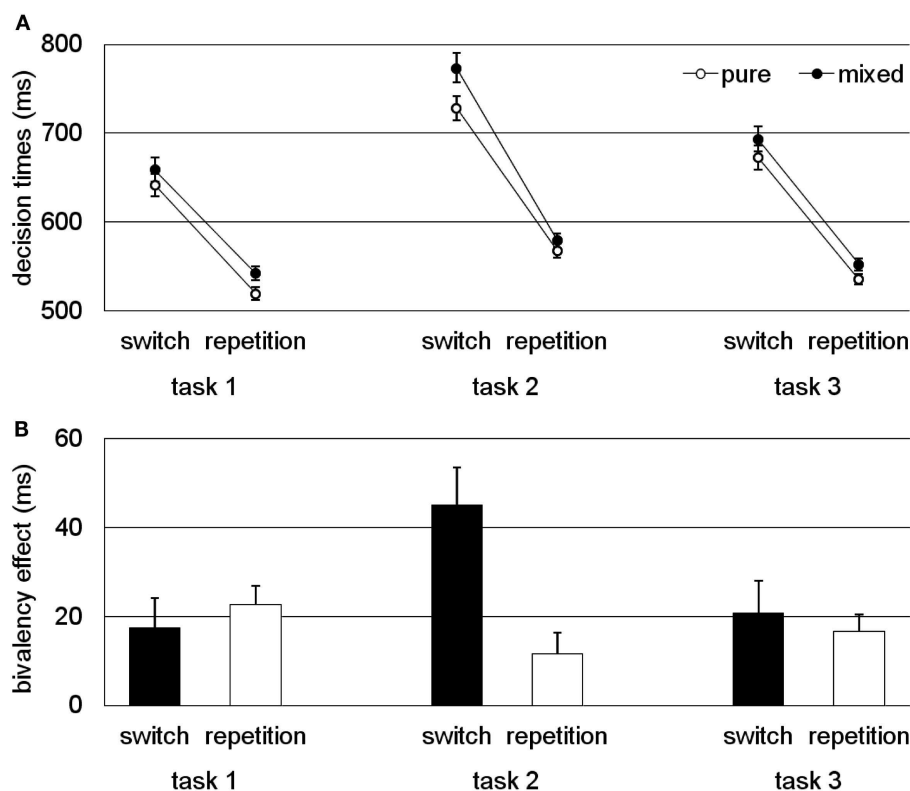 A
decision times (ms)
800
700
600
500
pure mixed
switch repetition switch repetition switch repetition
task 1 task 2 task 3
B
bivalency effect (ms)
60
40
20
0
switch repetition switch repetition switch repetition
task 1 task 2 task 3